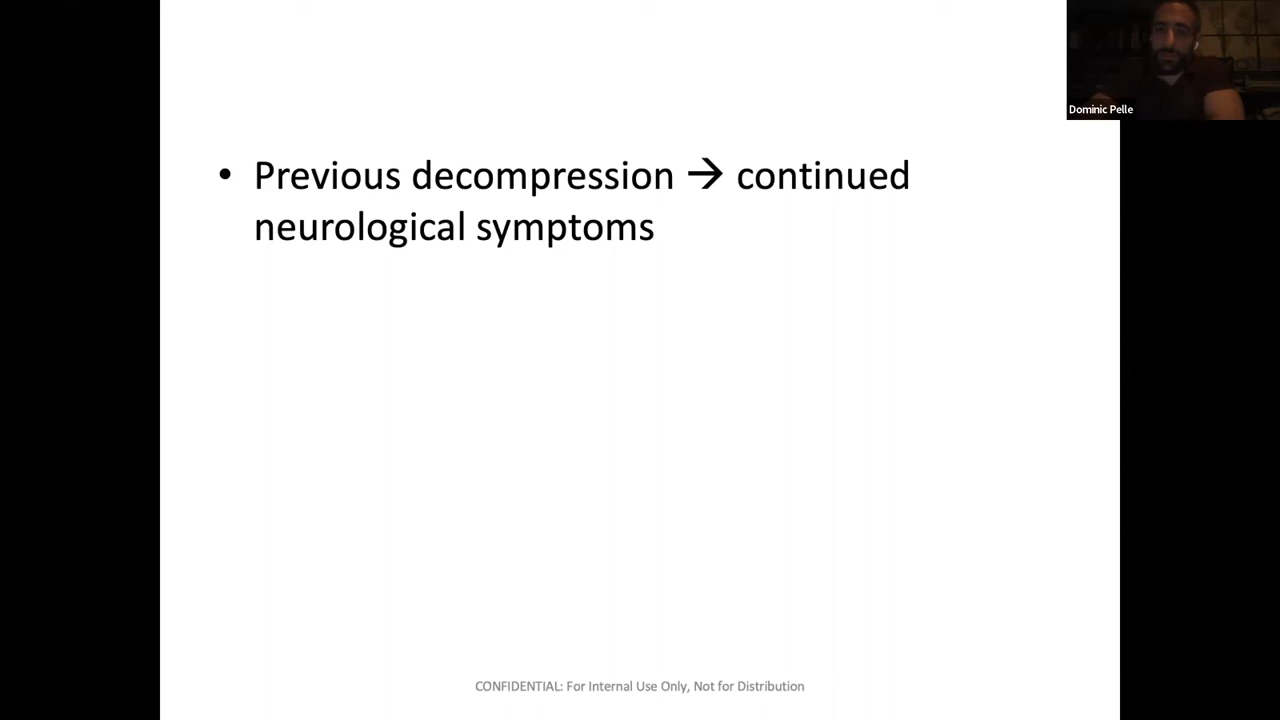 Dominic Pelle
• Previous decompression → continued
neurological symptoms
CONFIDENTIAL: For Internal Use Only, Not for Distribution